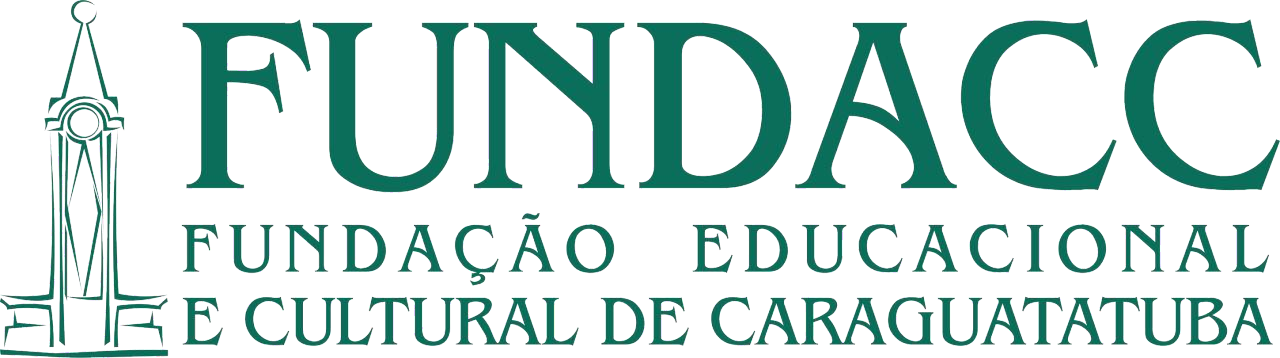 FUNDACC
FUNDAÇÃO EDUCACIONAL
E CULTURAL DE CARAGUATATUBA